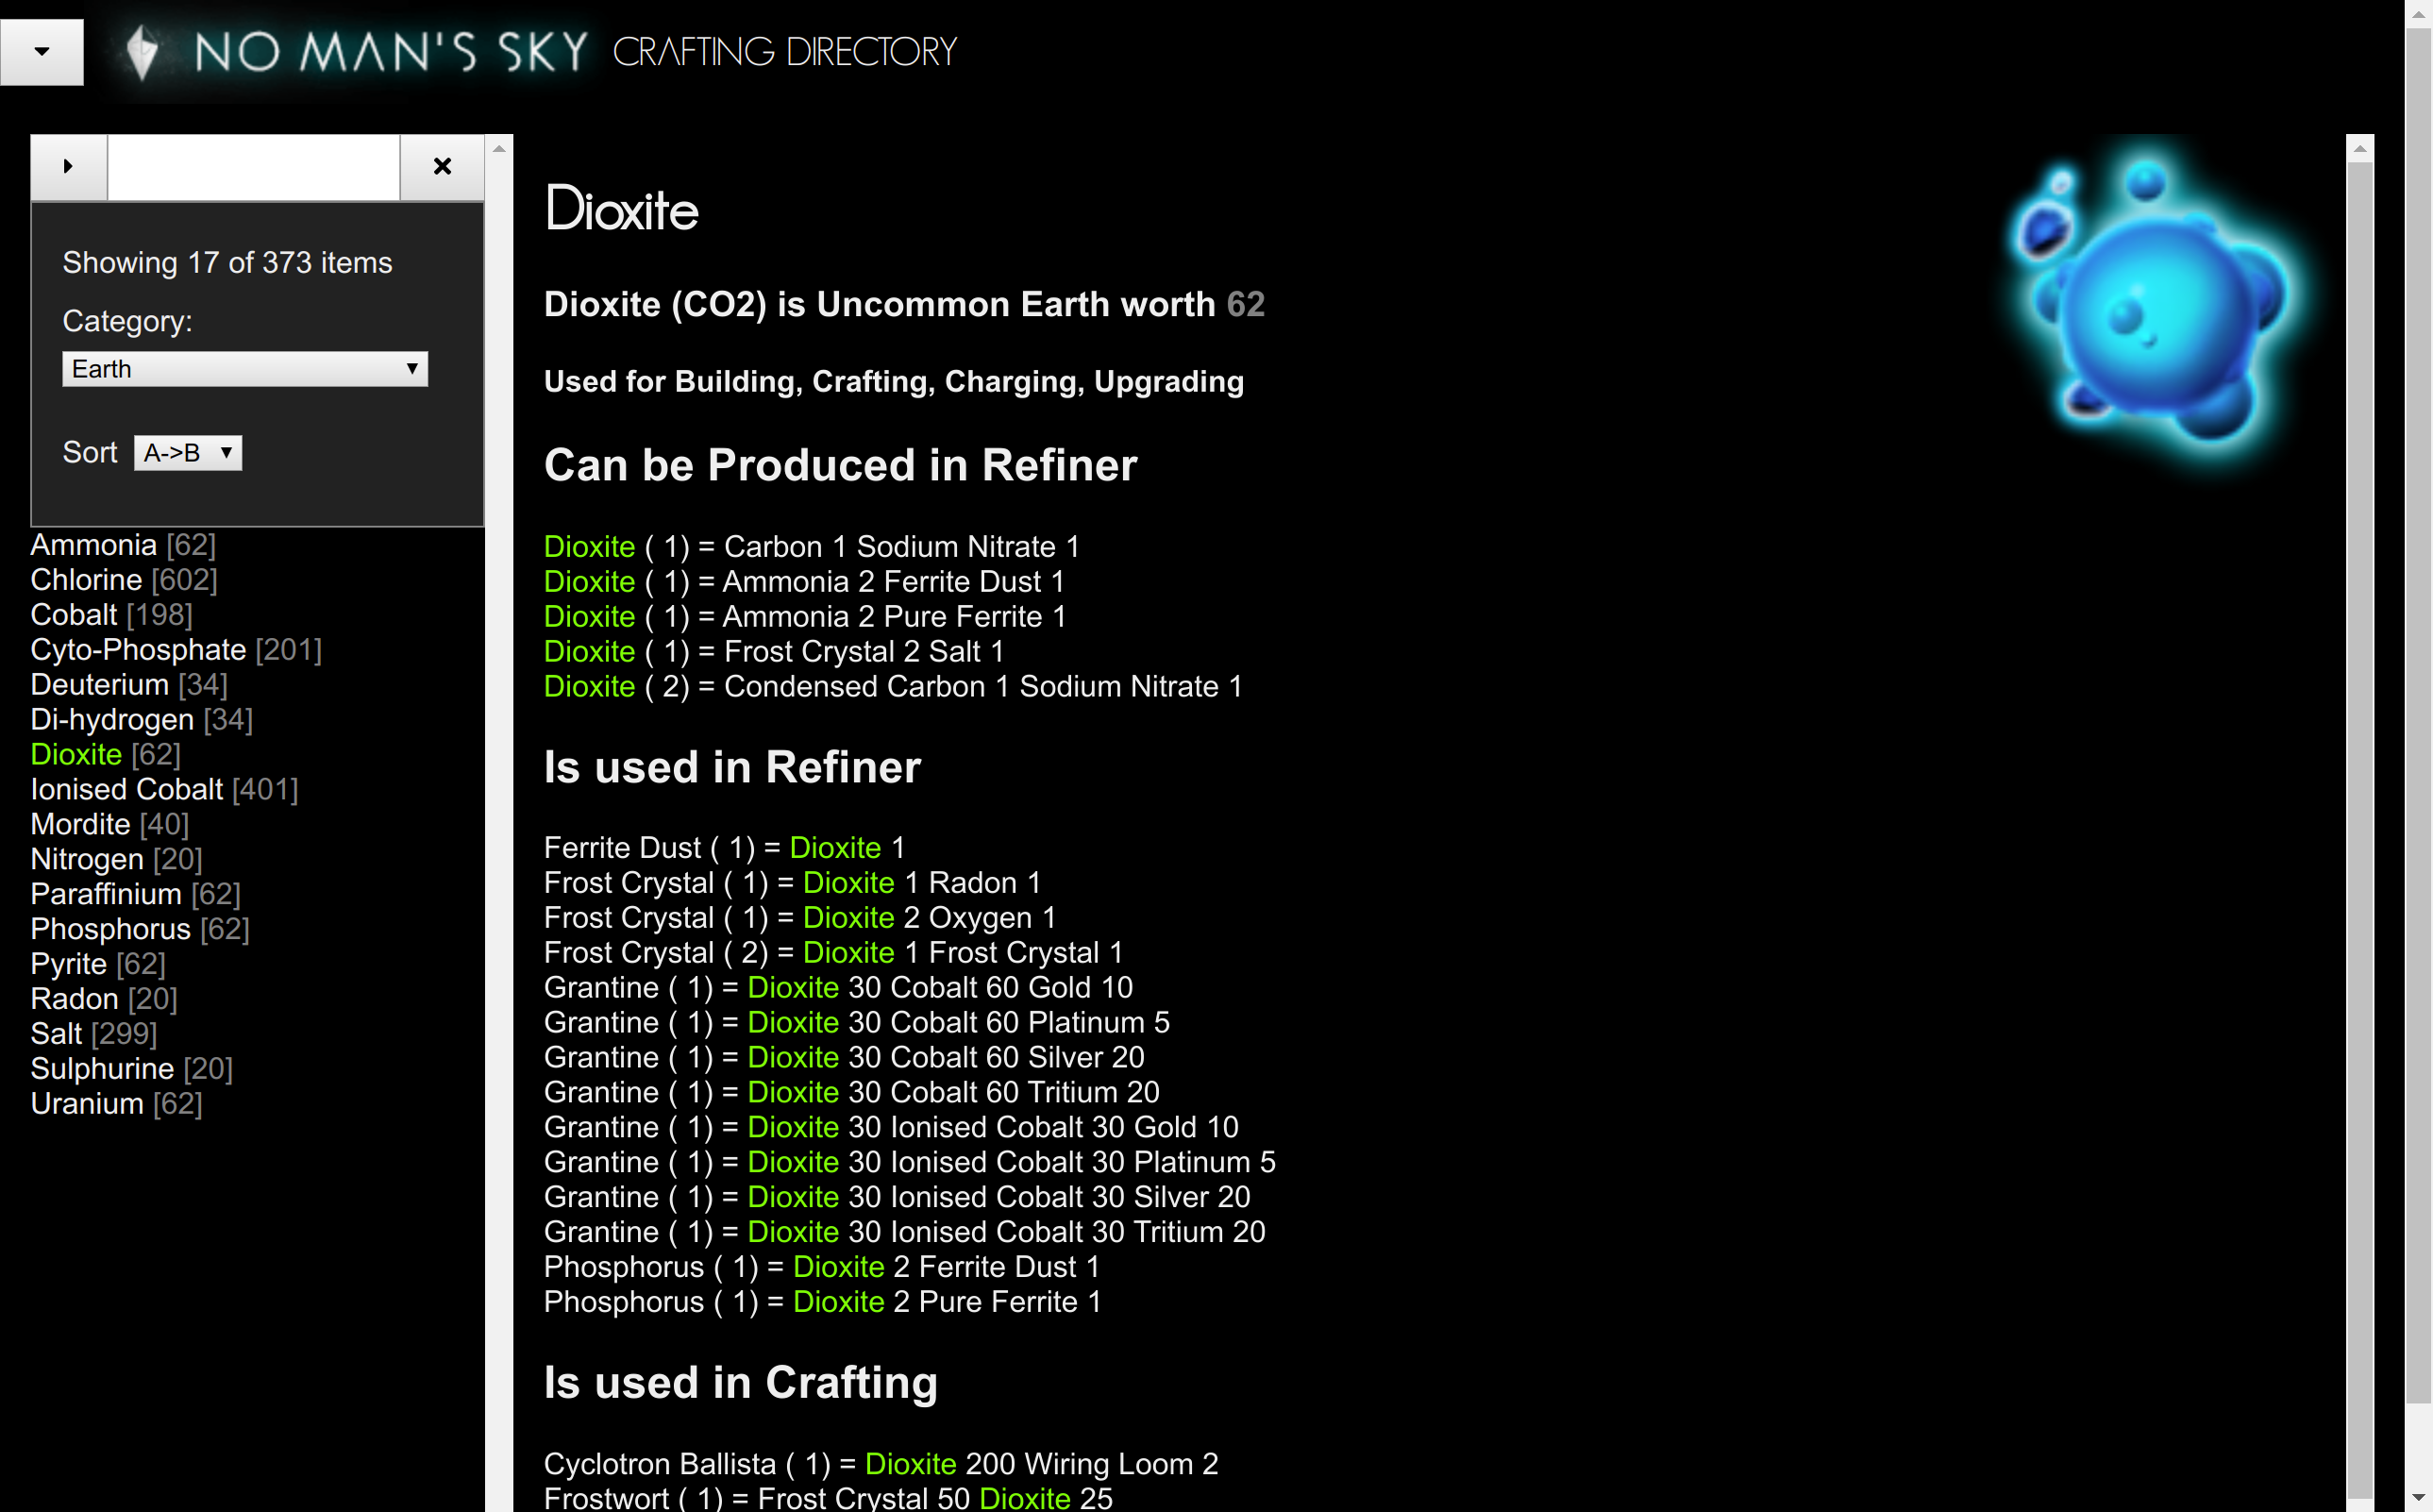 NO MAN'S SKY CRAFTING DIRECTORY
Showing 17 of 373 items
Category:
Earth
Sort A->B
Ammonia [62]
Chlorine [602]
Cobalt [198]
Cyto-Phosphate [201]
Deuterium [34]
Di-hydrogen [34]
Dioxite [62]
Ionised Cobalt [401]
Mordite [40]
Nitrogen [20]
Paraffinium [62]
Phosphorus [62]
Pyrite [62]
Radon [20]
Salt [299]
Sulphurine [20]
Uranium [62]
Dioxite
Dioxite (CO2) is Uncommon Earth worth 62
Used for Building, Crafting, Charging, Upgrading
Can be Produced in Refiner
Dioxite ( 1) = Carbon 1 Sodium Nitrate 1
Dioxite ( 1) = Ammonia 2 Ferrite Dust 1
Dioxite ( 1) = Ammonia 2 Pure Ferrite 1
Dioxite ( 1) = Frost Crystal 2 Salt 1
Dioxite ( 2) = Condensed Carbon 1 Sodium Nitrate 1
Is used in Refiner
Ferrite Dust ( 1) = Dioxite 1
Frost Crystal ( 1) = Dioxite 1 Radon 1
Frost Crystal ( 1) = Dioxite 2 Oxygen 1
Frost Crystal ( 2) = Dioxite 1 Frost Crystal 1
Grantine ( 1) = Dioxite 30 Cobalt 60 Gold 10
Grantine ( 1) = Dioxite 30 Cobalt 60 Platinum 5
Grantine ( 1) = Dioxite 30 Cobalt 60 Silver 20
Grantine ( 1) = Dioxite 30 Cobalt 60 Tritium 20
Grantine ( 1) = Dioxite 30 Ionised Cobalt 30 Gold 10
Grantine ( 1) = Dioxite 30 Ionised Cobalt 30 Platinum 5
Grantine ( 1) = Dioxite 30 Ionised Cobalt 30 Silver 20
Grantine ( 1) = Dioxite 30 Ionised Cobalt 30 Tritium 20
Phosphorus ( 1) = Dioxite 2 Ferrite Dust 1
Phosphorus ( 1) = Dioxite 2 Pure Ferrite 1
Is used in Crafting
Cyclotron Ballista ( 1) = Dioxite 200 Wiring Loom 2
Frostwort ( 1) = Frost Crystal 50 Dioxite 25